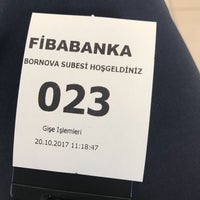 FİBABANKA
BORNOVA SUBESİ HOŞGELDİNİZ
023
Gişe İşlemleri
20.10.2017 11:18:47